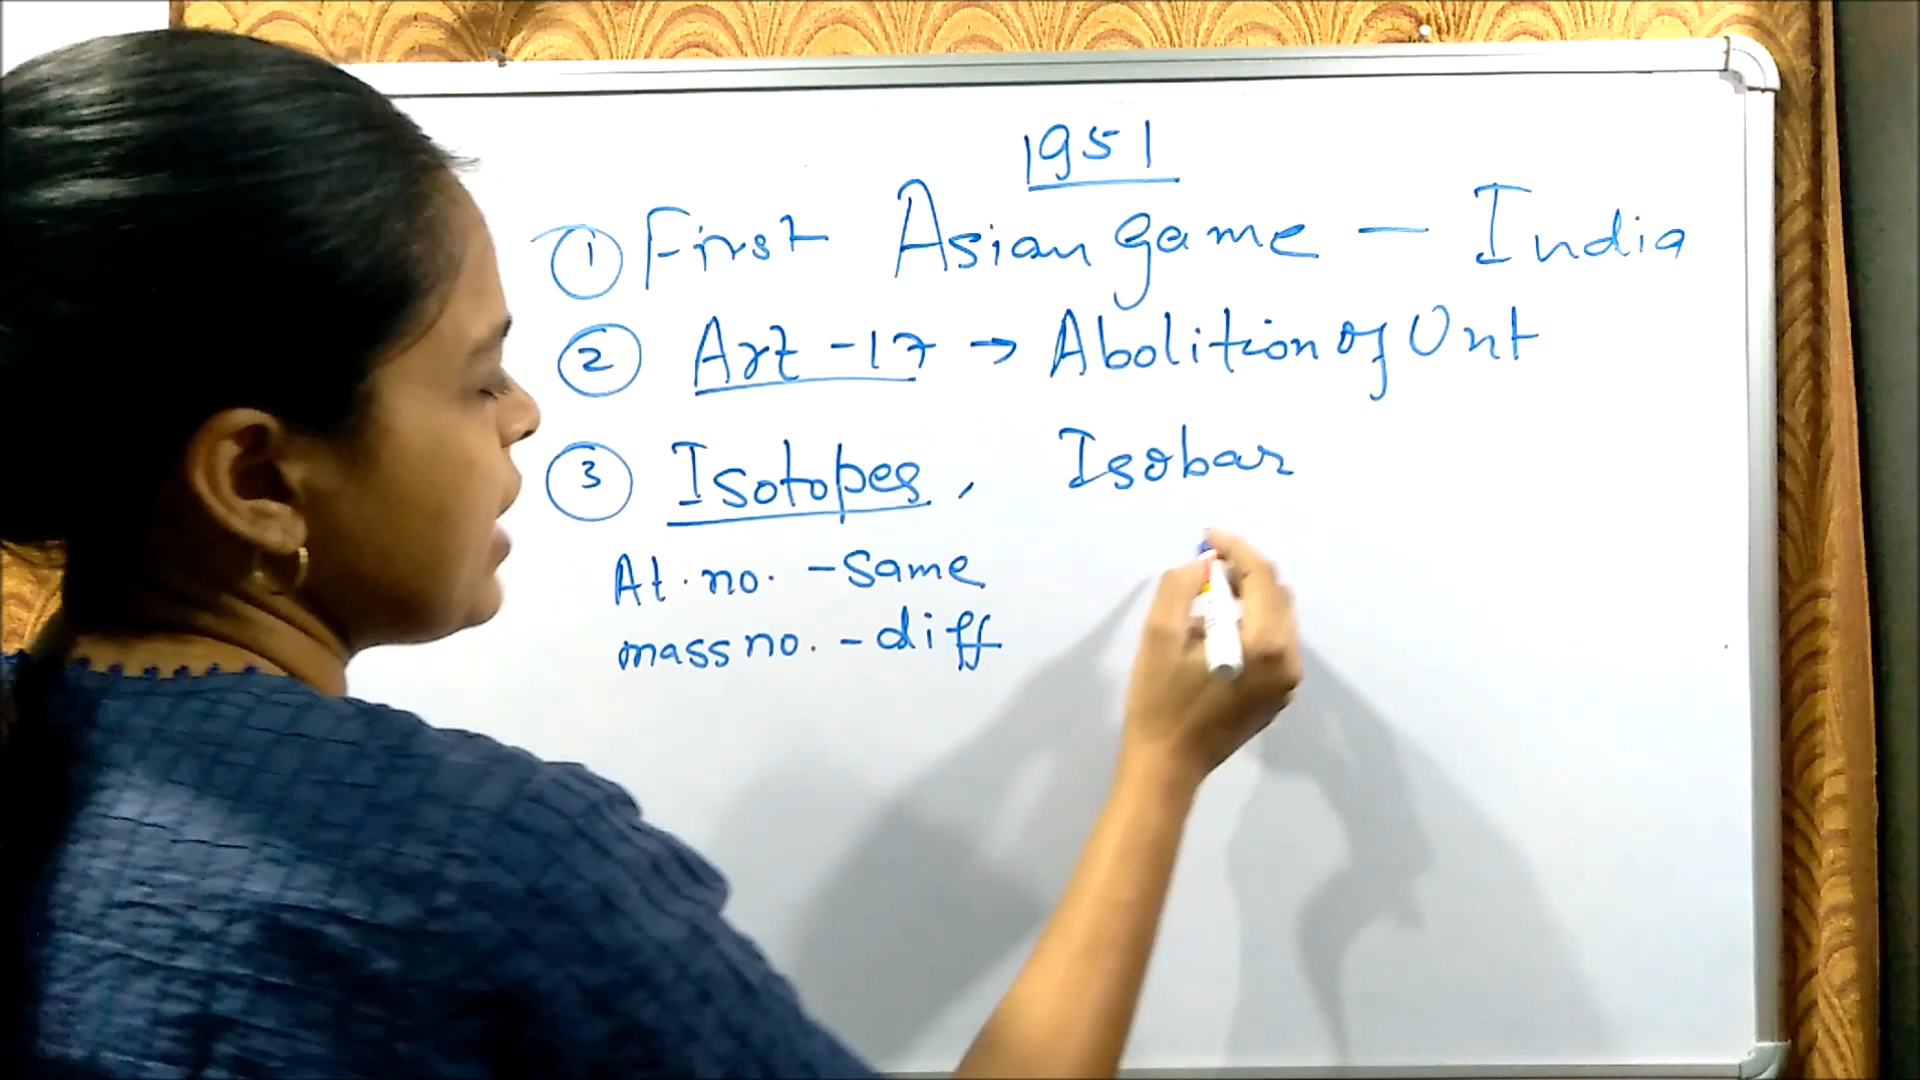 1951
① First Asian game - India
② Art-17 → Abolition of Unt
③ Isotopes, Isobar
At. no. - Same
mass no. - diff